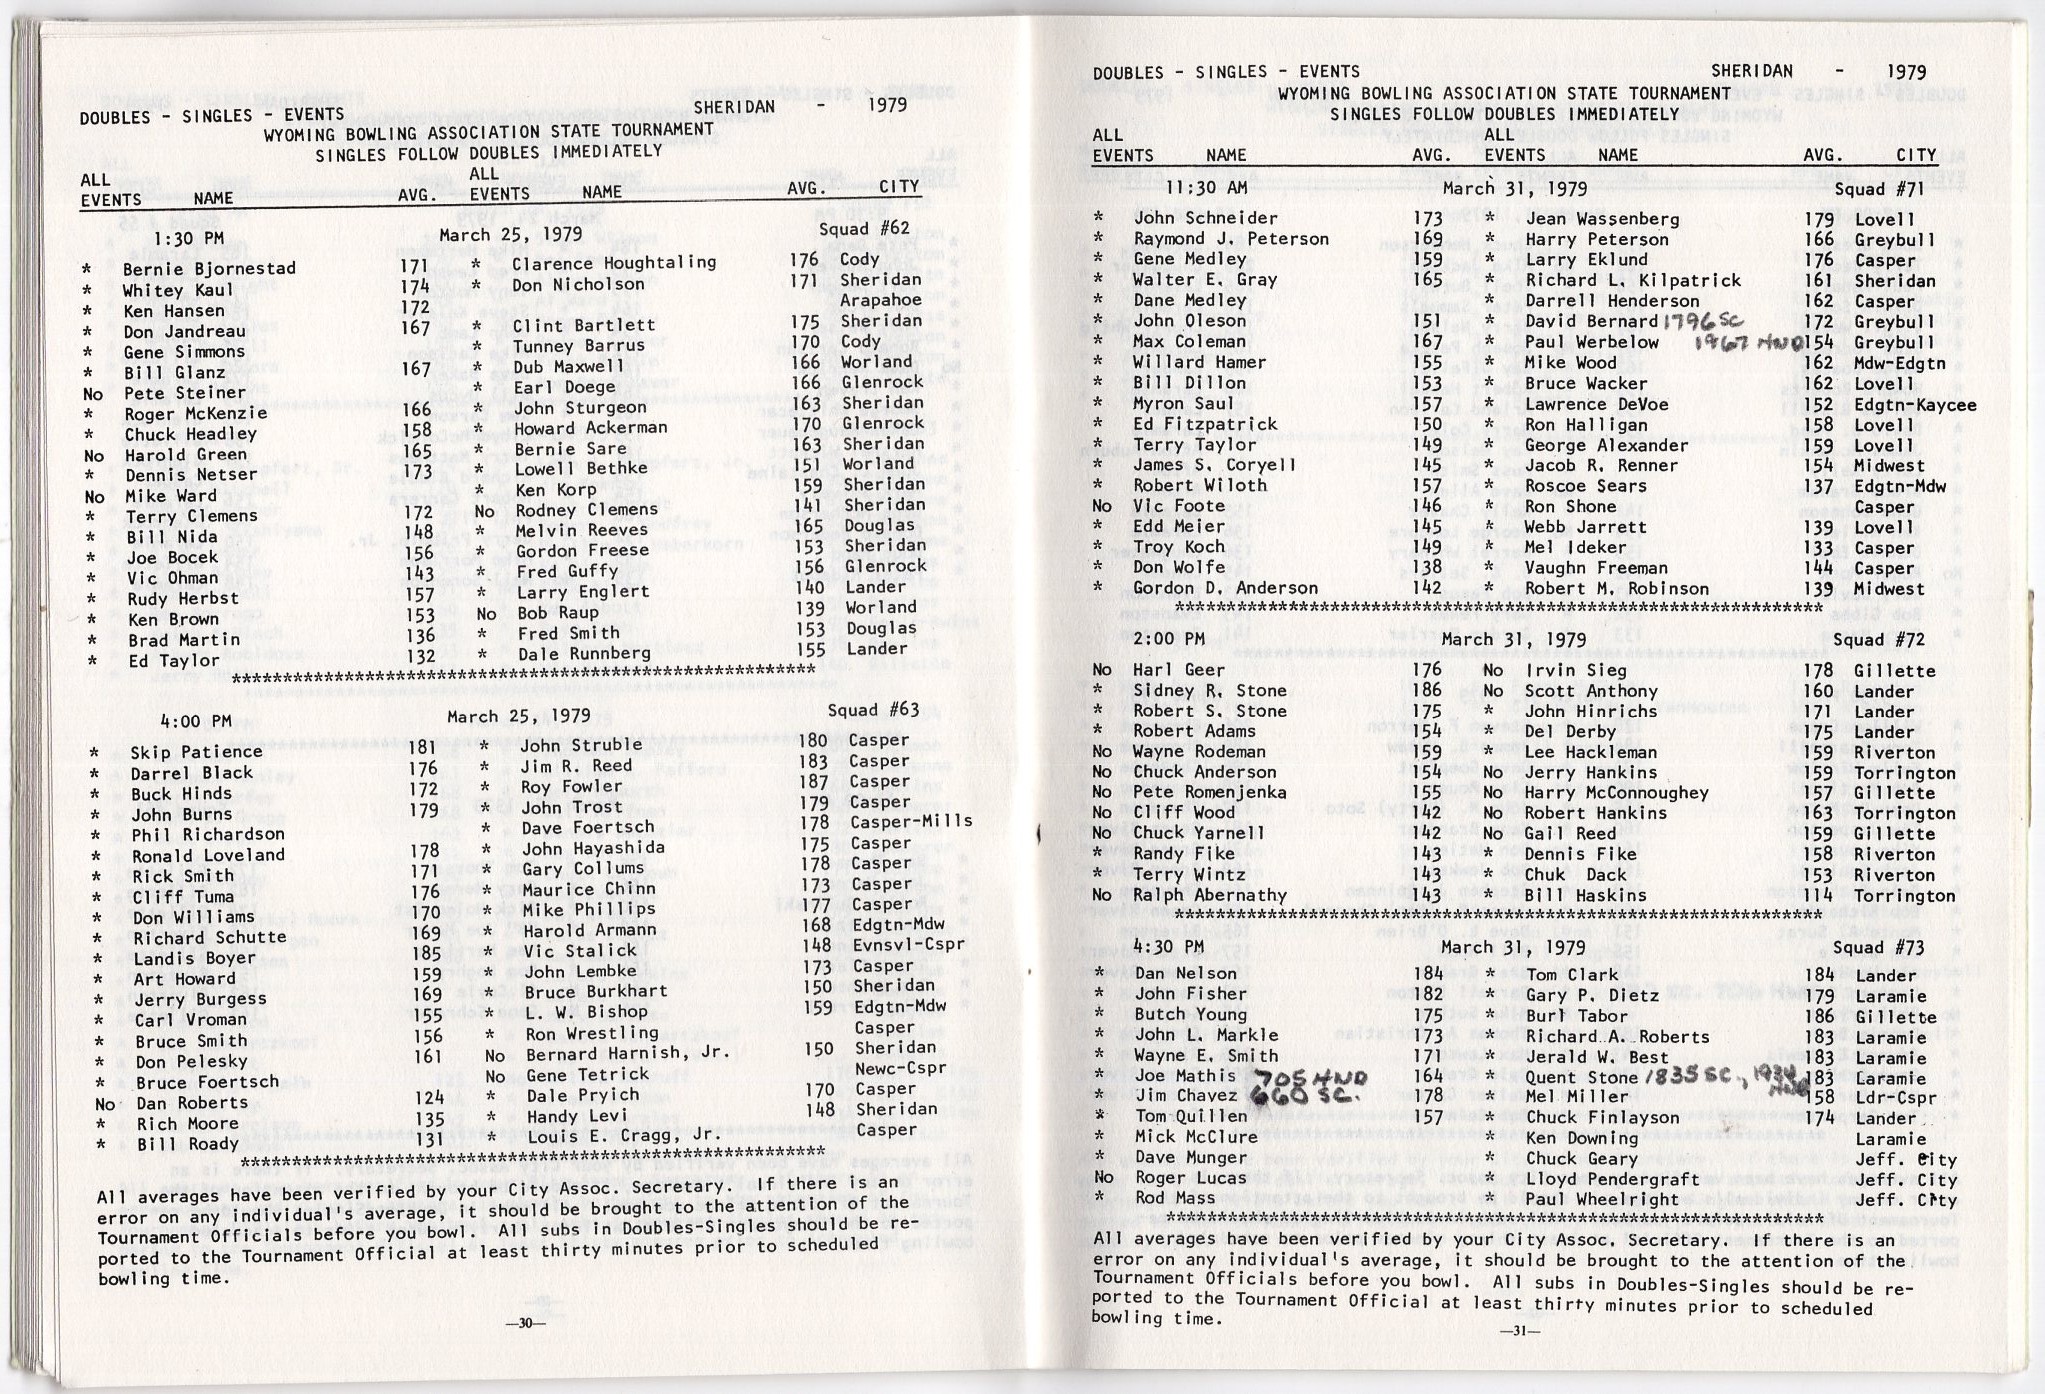 DOUBLES - SINGLES - EVENTS SHERIDAN - 1979
WYOMING BOWLING ASSOCIATION STATE TOURNAMENT
SINGLES FOLLOW DOUBLES IMMEDIATELY
ALL ALL
EVENTS NAME AVG. EVENTS NAME AVG. CITY
1:30 PM March 25, 1979 Squad #62
* Bernie Bjornestad 171 * Clarence Houghtaling 176 Cody
* Whitey Kaul 174 * Don Nicholson 171 Sheridan
* Ken Hansen 172 Arapahoe
* Don Jandreau 167 * Clint Bartlett 175 Sheridan
* Gene Simmons * Tunney Barrus 170 Cody
* Bill Glanz 167 * Dub Maxwell 166 Worland
No Pete Steiner * Earl Doege 166 Glenrock
* Roger McKenzie 166 * John Sturgeon 163 Sheridan
* Chuck Headley 158 * Howard Ackerman 170 Glenrock
No Harold Green 165 * Bernie Sare 163 Sheridan
* Dennis Netser 173 * Lowell Bethke 151 Worland
No Mike Ward * Ken Korp 159 Sheridan
* Terry Clemens 172 No Rodney Clemens 141 Sheridan
* Bill Nida 148 * Melvin Reeves 165 Douglas
* Joe Bocek 156 * Gordon Freese 153 Sheridan
* Vic Ohman 143 * Fred Guffy 156 Glenrock
* Rudy Herbst 157 * Larry Englert 140 Lander
* Ken Brown 153 No Bob Raup 139 Worland
* Brad Martin 136 * Fred Smith 153 Douglas
* Ed Taylor 132 * Dale Runnberg 155 Lander
*********************************************************
4:00 PM March 25, 1979 Squad #63
* Skip Patience 181 * John Struble 180 Casper
* Darrel Black 176 * Jim R. Reed 183 Casper
* Buck Hinds 172 * Roy Fowler 187 Casper
* John Burns 179 * John Trost 179 Casper
* Phil Richardson * Dave Foertsch 178 Casper-Mills
* Ronald Loveland 178 * John Hayashida 175 Casper
* Rick Smith 171 * Gary Collums 178 Casper
* Cliff Tuma 176 * Maurice Chinn 173 Casper
* Don Williams 170 * Mike Phillips 177 Casper
* Richard Schutte 169 * Harold Armann 168 Edgtn-Mdw
* Landis Boyer 185 * Vic Stalick 148 Evnsvl-Cspr
* Art Howard 159 * John Lembke 173 Casper
* Jerry Burgess 169 * Bruce Burkhart 150 Sheridan
* Carl Vroman 155 * L. W. Bishop 159 Edgtn-Mdw
* Bruce Smith 156 * Ron Wrestling Casper
* Don Pelesky 161 No Bernard Harnish, Jr. 150 Sheridan
* Bruce Foertsch No Gene Tetrick Newc-Cspr
No Dan Roberts 124 * Dale Pryich 170 Casper
* Rich Moore 135 * Handy Levi 148 Sheridan
* Bill Roady 131 * Louis E. Cragg, Jr. Casper
*********************************************************
All averages have been verified by your City Assoc. Secretary. If there is an
error on any individual's average, it should be brought to the attention of the
Tournament Officials before you bowl. All subs in Doubles-Singles should be re-
ported to the Tournament Official at least thirty minutes prior to scheduled
bowling time.
—30—
DOUBLES - SINGLES - EVENTS SHERIDAN - 1979
WYOMING BOWLING ASSOCIATION STATE TOURNAMENT
SINGLES FOLLOW DOUBLES IMMEDIATELY
ALL ALL
EVENTS NAME AVG. EVENTS NAME AVG. CITY
11:30 AM March 31, 1979 Squad #71
* John Schneider 173 * Jean Wassenberg 179 Lovell
* Raymond J. Peterson 169 * Harry Peterson 166 Greybull
* Gene Medley 159 * Larry Eklund 176 Casper
* Walter E. Gray 165 * Richard L. Kilpatrick 161 Sheridan
* Dane Medley * Darrell Henderson 162 Casper
* John Oleson 151 * David Bernard 1796 SC 172 Greybull
* Max Coleman 167 * Paul Werbelow 1967 HND 154 Greybull
* Willard Hamer 155 * Mike Wood 162 Mdw-Edgtn
* Bill Dillon 153 * Bruce Wacker 162 Lovell
* Myron Saul 157 * Lawrence DeVoe 152 Edgtn-Kaycee
* Ed Fitzpatrick 150 * Ron Halligan 158 Lovell
* Terry Taylor 149 * George Alexander 159 Lovell
* James S. Coryell 145 * Jacob R. Renner 154 Midwest
* Robert Wiloth 157 * Roscoe Sears 137 Edgtn-Mdw
No Vic Foote 146 * Ron Shone Casper
* Edd Meier 145 * Webb Jarrett 139 Lovell
* Troy Koch 149 * Mel Ideker 133 Casper
* Don Wolfe 138 * Vaughn Freeman 144 Casper
* Gordon D. Anderson 142 * Robert M. Robinson 139 Midwest
***************************************************************
2:00 PM March 31, 1979 Squad #72
No Harl Geer 176 No Irvin Sieg 178 Gillette
* Sidney R. Stone 186 No Scott Anthony 160 Lander
* Robert S. Stone 175 * John Hinrichs 171 Lander
* Robert Adams 154 * Del Derby 175 Lander
No Wayne Rodeman 159 * Lee Hackleman 159 Riverton
No Chuck Anderson 154 No Jerry Hankins 159 Torrington
No Pete Romenjenka 155 No Harry McConnoughey 157 Gillette
No Cliff Wood 142 No Robert Hankins 163 Torrington
No Chuck Yarnell 142 No Gail Reed 159 Gillette
* Randy Fike 143 * Dennis Fike 158 Riverton
* Terry Wintz 143 * Chuk Dack 153 Riverton
No Ralph Abernathy 143 * Bill Haskins 114 Torrington
***************************************************************
4:30 PM March 31, 1979 Squad #73
* Dan Nelson 184 * Tom Clark 184 Lander
* John Fisher 182 * Gary P. Dietz 179 Laramie
* Butch Young 175 * Burl Tabor 186 Gillette
* John L. Markle 173 * Richard A. Roberts 183 Laramie
* Wayne E. Smith 171 * Jerald W. Best 183 Laramie
* Joe Mathis 705 HND 164 * Quent Stone 1835 SC., 1934 HND 183 Laramie
* Jim Chavez 660 SC. 178 * Mel Miller 158 Ldr-Cspr
* Tom Quillen 157 * Chuck Finlayson 174 Lander
* Mick McClure * Ken Downing Laramie
* Dave Munger * Chuck Geary Jeff. City
No Roger Lucas * Lloyd Pendergraft Jeff. City
* Rod Mass * Paul Wheelright Jeff. City
***************************************************************
All averages have been verified by your City Assoc. Secretary. If there is an
error on any individual's average, it should be brought to the attention of the
Tournament Officials before you bowl. All subs in Doubles-Singles should be re-
ported to the Tournament Official at least thirty minutes prior to scheduled
bowling time.
—31—